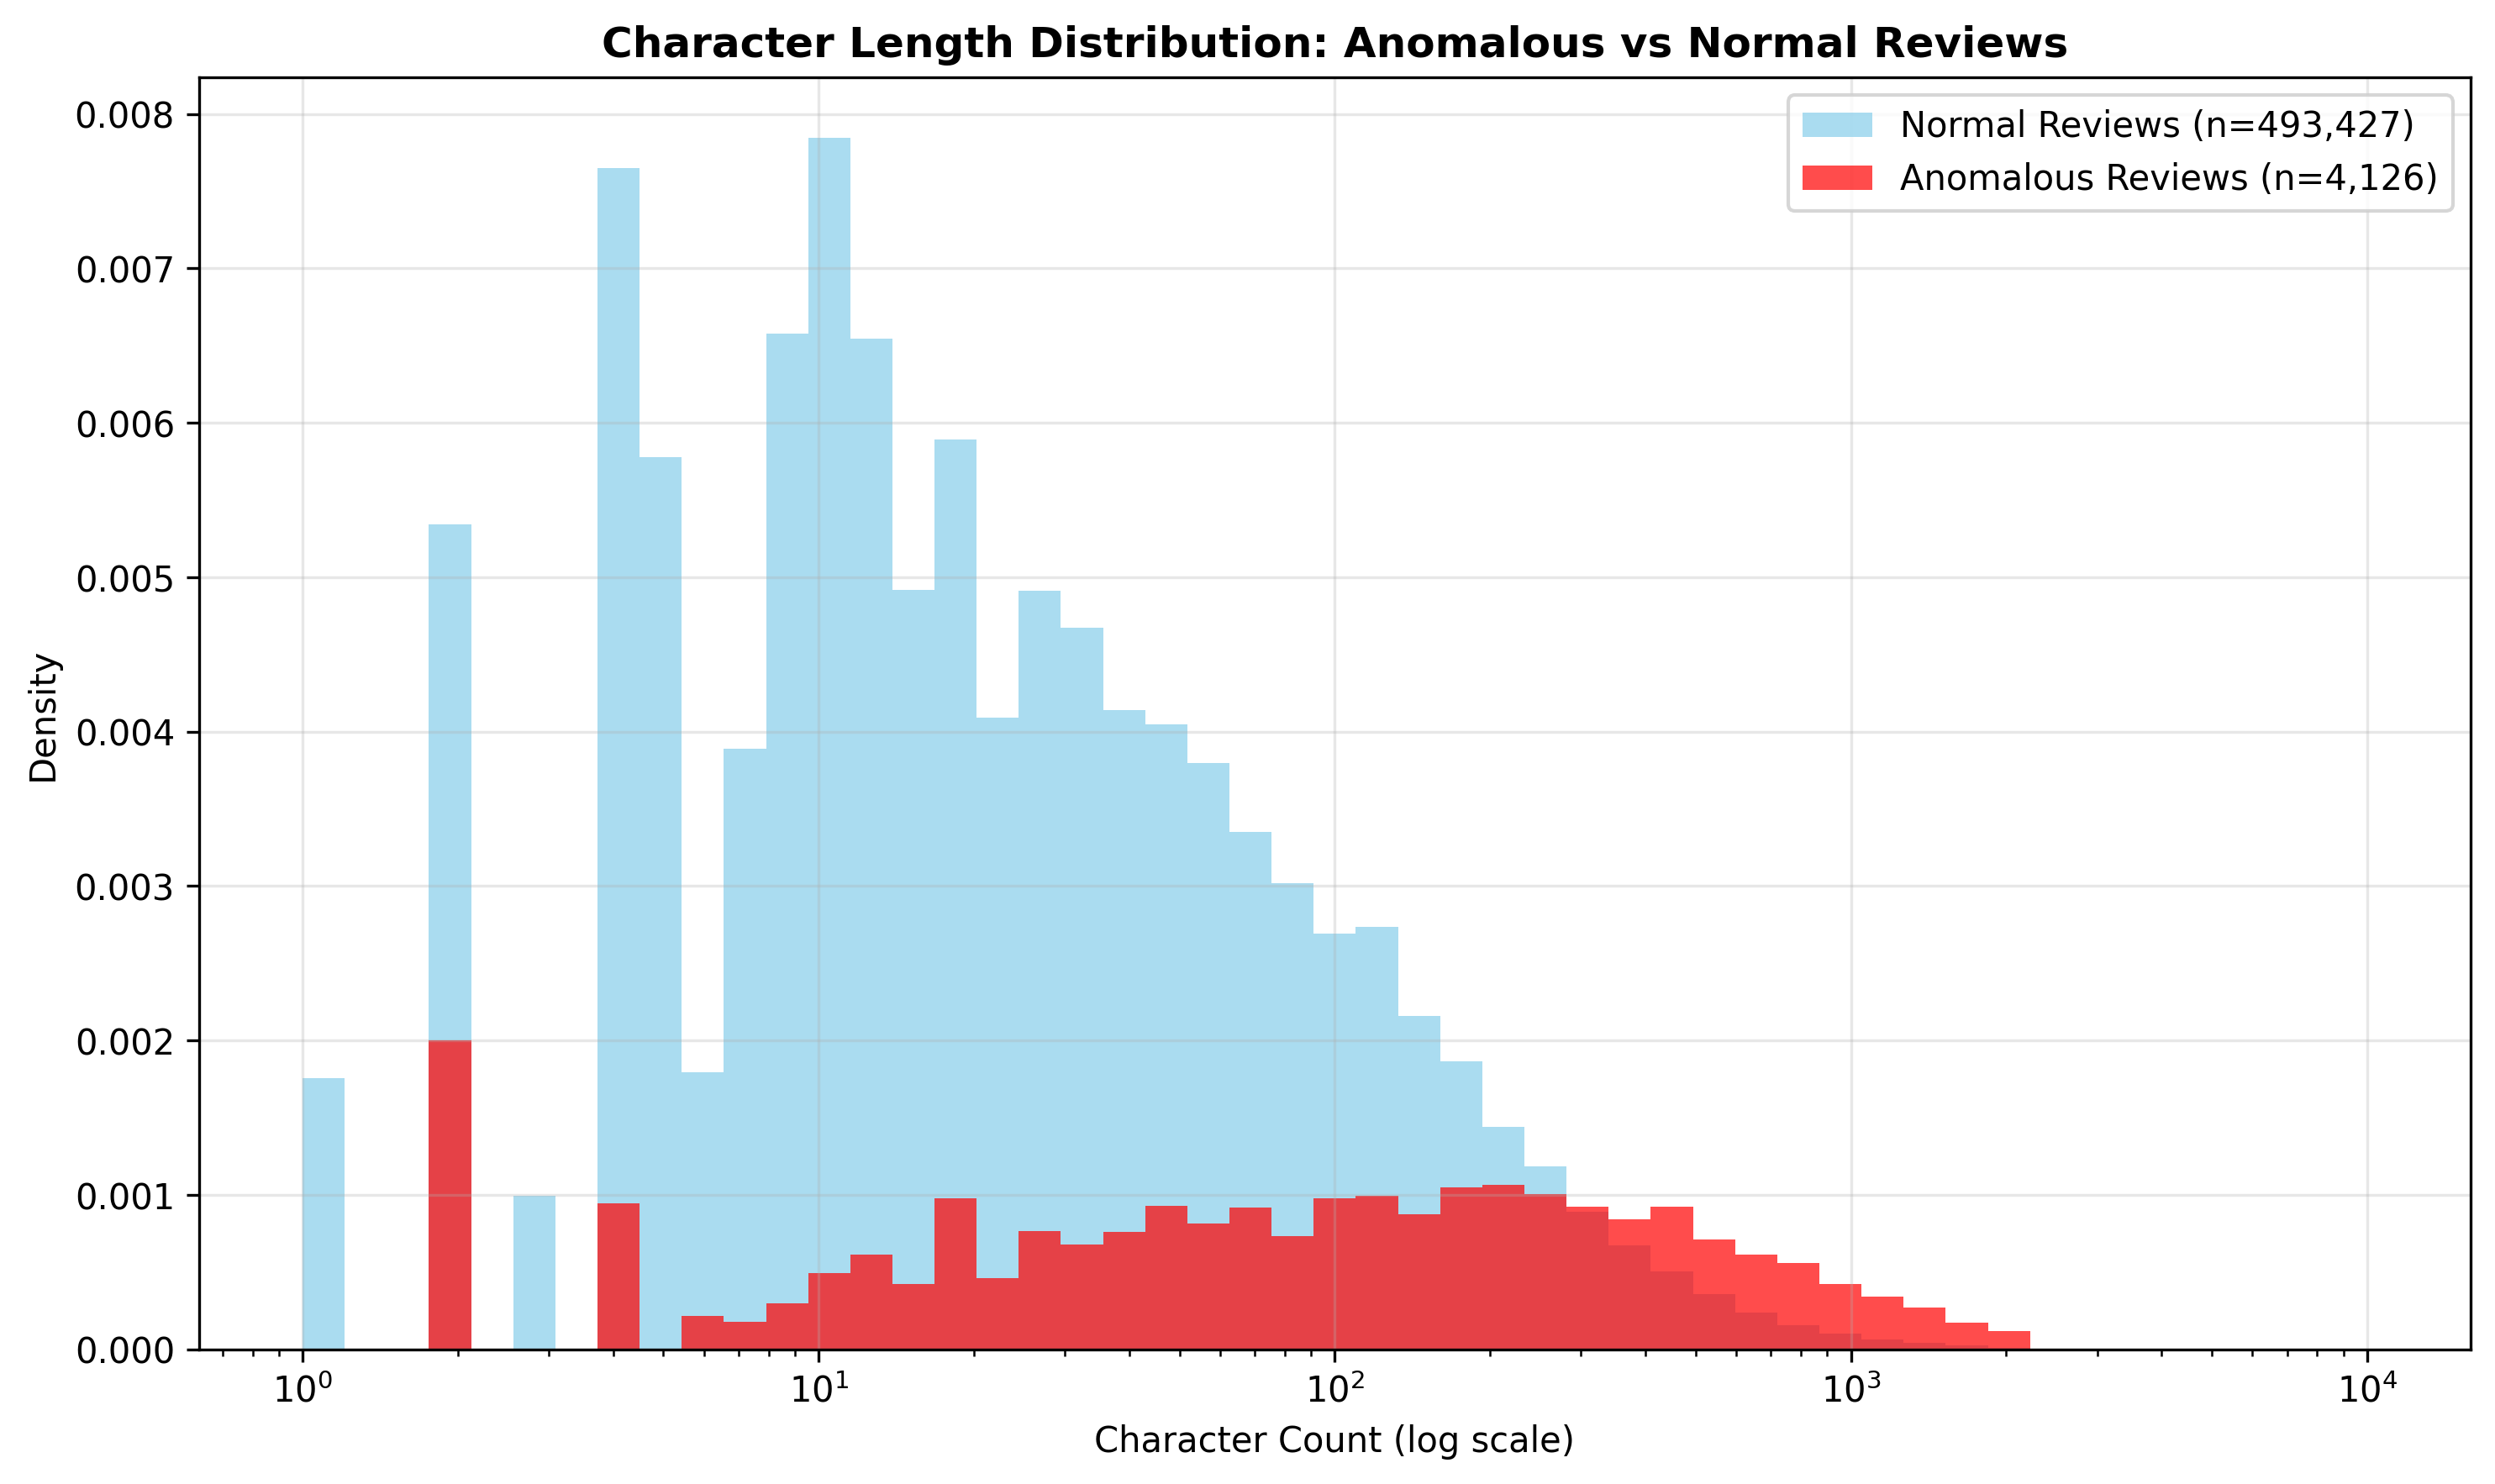 Character Length Distribution: Anomalous vs Normal Reviews
Normal Reviews (n=493,427)
Anomalous Reviews (n=4,126)
Density
0.008
0.007
0.006
0.005
0.004
0.003
0.002
0.001
0.000
10⁰ 10¹ 10² 10³ 10⁴
Character Count (log scale)